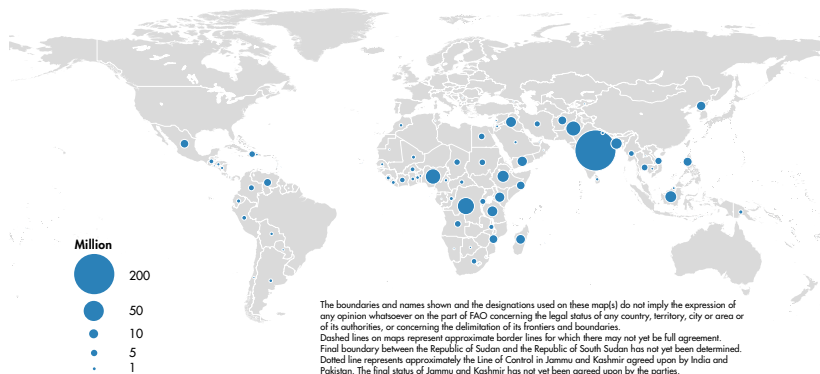 Million
200
50
10
5
1
The boundaries and names shown and the designations used on these map(s) do not imply the expression of
any opinion whatsoever on the part of FAO concerning the legal status of any country, territory, city or area or
of its authorities, or concerning the delimitation of its frontiers and boundaries.
Dashed lines on maps represent approximate border lines for which there may not yet be full agreement.
Final boundary between the Republic of Sudan and the Republic of South Sudan has not yet been determined.
Dotted line represents approximately the Line of Control in Jammu and Kashmir agreed upon by India and
Pakistan. The final status of Jammu and Kashmir has not yet been agreed upon by the parties.